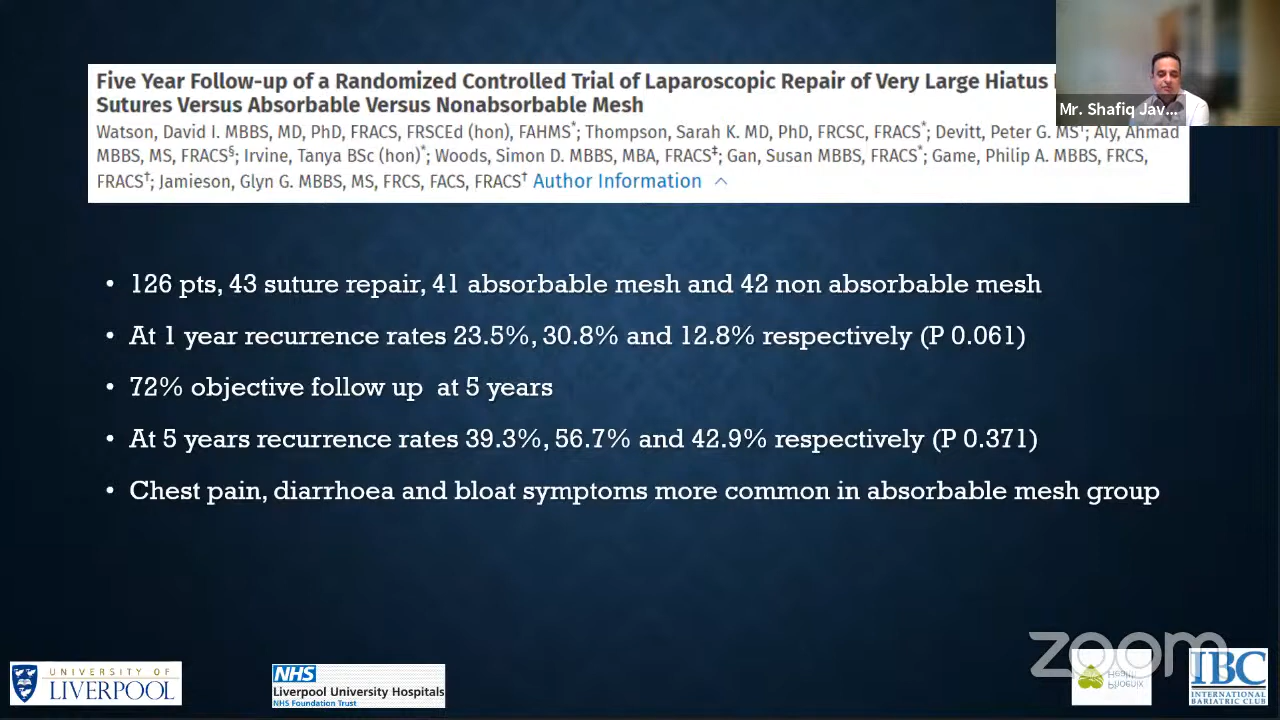 Five Year Follow-up of a Randomized Controlled Trial of Laparoscopic Repair of Very Large Hiatus
Sutures Versus Absorbable Versus Nonabsorbable Mesh
Mr. Shafiq Jav...
Watson, David I. MBBS, MD, PhD, FRACS, FRSCEd (hon), FAHMS*; Thompson, Sarah K. MD, PhD, FRCSC, FRACS*; Devitt, Peter G. MS†; Aly, Ahmad
MBBS, MS, FRACS§; Irvine, Tanya BSc (hon)*; Woods, Simon D. MBBS, MBA, FRACS‡; Gan, Susan MBBS, FRACS*; Game, Philip A. MBBS, FRCS,
FRACS†; Jamieson, Glyn G. MBBS, MS, FRCS, FACS, FRACS† Author Information
• 126 pts, 43 suture repair, 41 absorbable mesh and 42 non absorbable mesh
• At 1 year recurrence rates 23.5%, 30.8% and 12.8% respectively (P 0.061)
• 72% objective follow up at 5 years
• At 5 years recurrence rates 39.3%, 56.7% and 42.9% respectively (P 0.371)
• Chest pain, diarrhoea and bloat symptoms more common in absorbable mesh group
UNIVERSITY OF
LIVERPOOL
NHS
Liverpool University Hospitals
NHS Foundation Trust
zoom
Phoenix
Health
IBC
INTERNATIONAL
BARIATRIC CLUB